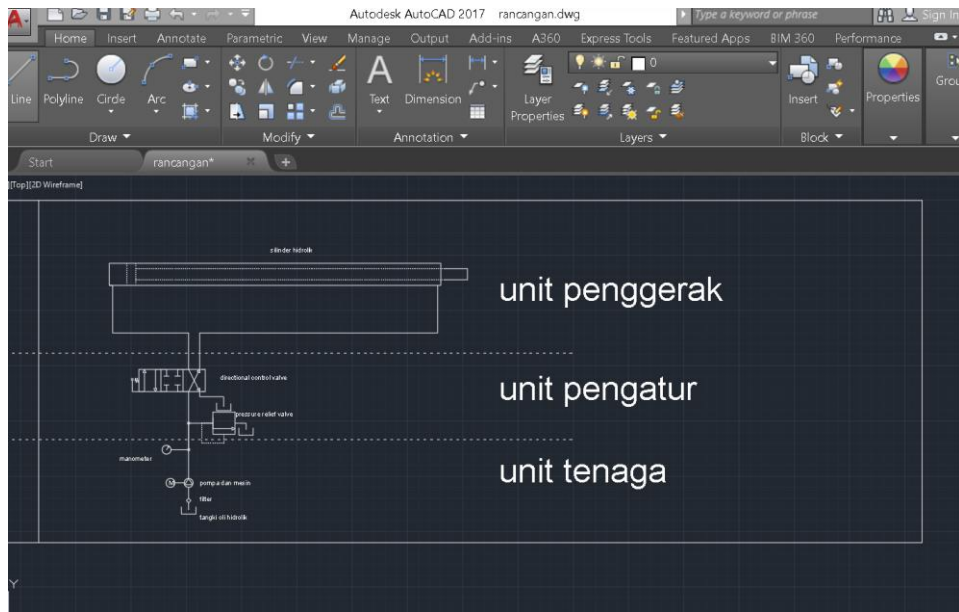 Autodesk AutoCAD 2017 rancangan.dwg
Type a keyword or phrase
Sign In
Home Insert Annotate Parametric View Manage Output Add-ins A360 Express Tools Featured Apps BIM 360 Performance
Line Polyline Circle Arc
Text Dimension
Layer Properties
0
Insert
Properties
Draw Modify Annotation Layers Block
Start rancangan*
][Top][2D Wireframe]
silinder hidrolik
unit penggerak
directional control valve
unit pengatur
pressure relief valve
manometer
unit tenaga
M
pompa dan mesin
filter
tangki oli hidrolik
Y